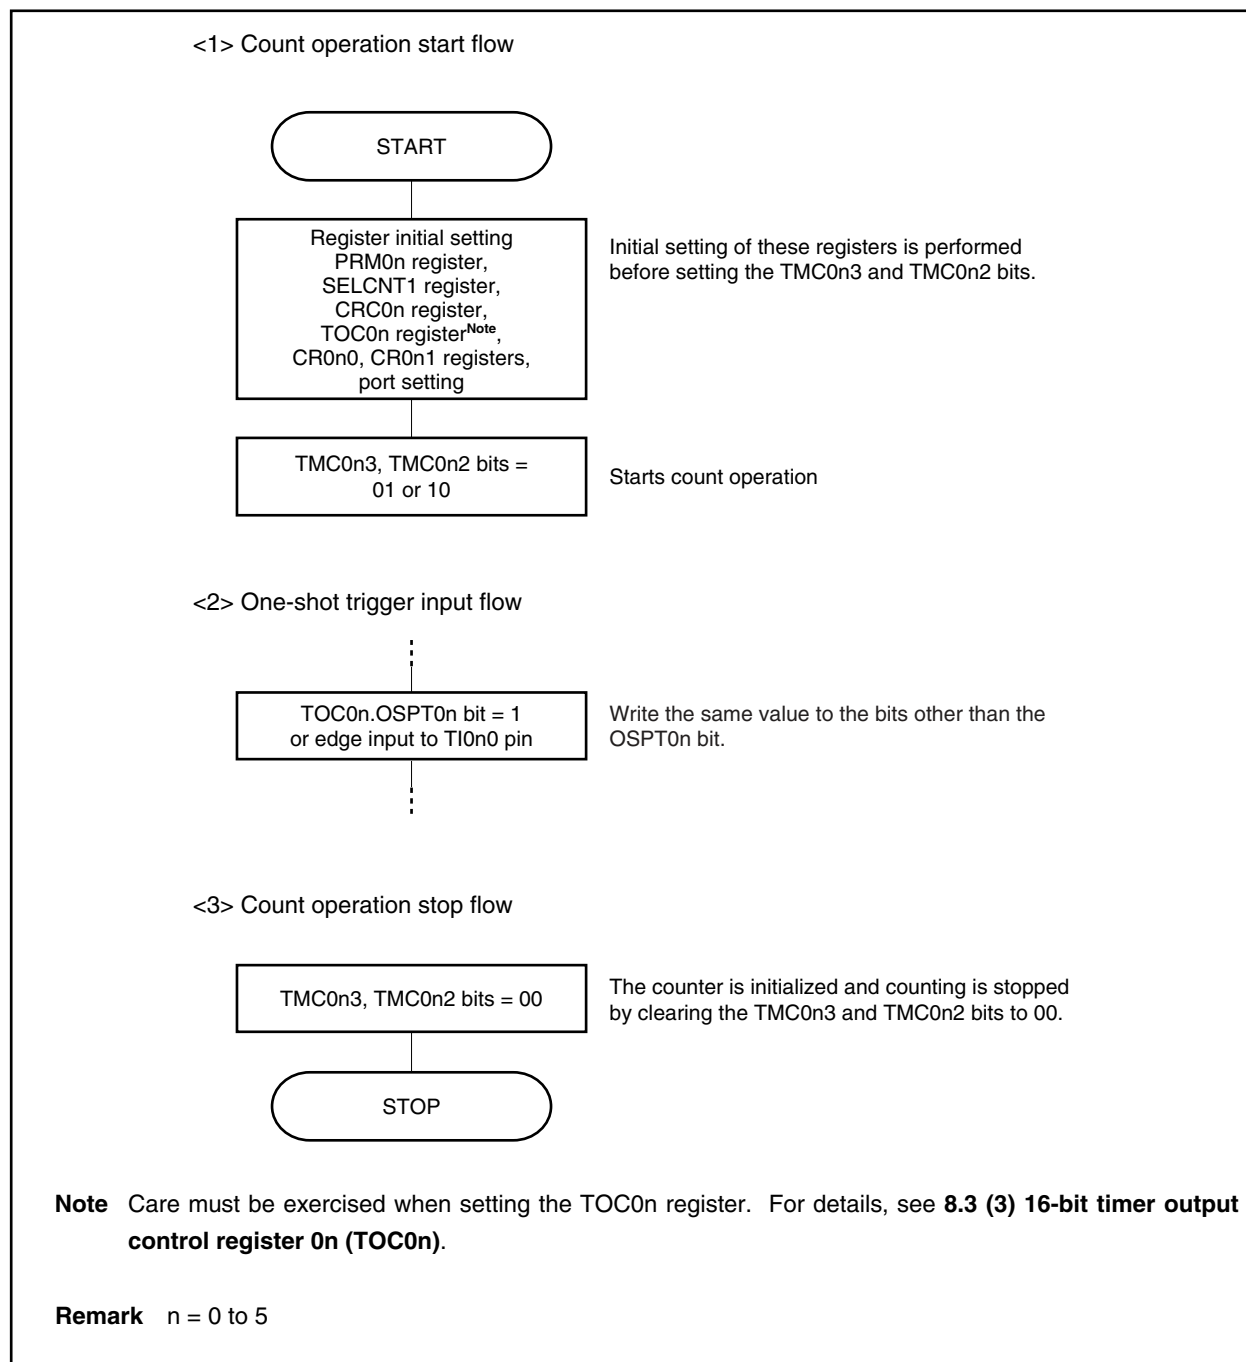 <1> Count operation start flow
START
Register initial setting
PRM0n register,
SELCNT1 register,
CRC0n register,
TOC0n registerNote,
CR0n0, CR0n1 registers,
port setting
Initial setting of these registers is performed
before setting the TMC0n3 and TMC0n2 bits.
TMC0n3, TMC0n2 bits =
01 or 10
Starts count operation
<2> One-shot trigger input flow
TOC0n.OSPT0n bit = 1
or edge input to TI0n0 pin
Write the same value to the bits other than the
OSPT0n bit.
<3> Count operation stop flow
TMC0n3, TMC0n2 bits = 00
The counter is initialized and counting is stopped
by clearing the TMC0n3 and TMC0n2 bits to 00.
STOP
Note Care must be exercised when setting the TOC0n register. For details, see 8.3 (3) 16-bit timer output
control register 0n (TOC0n).
Remark n = 0 to 5